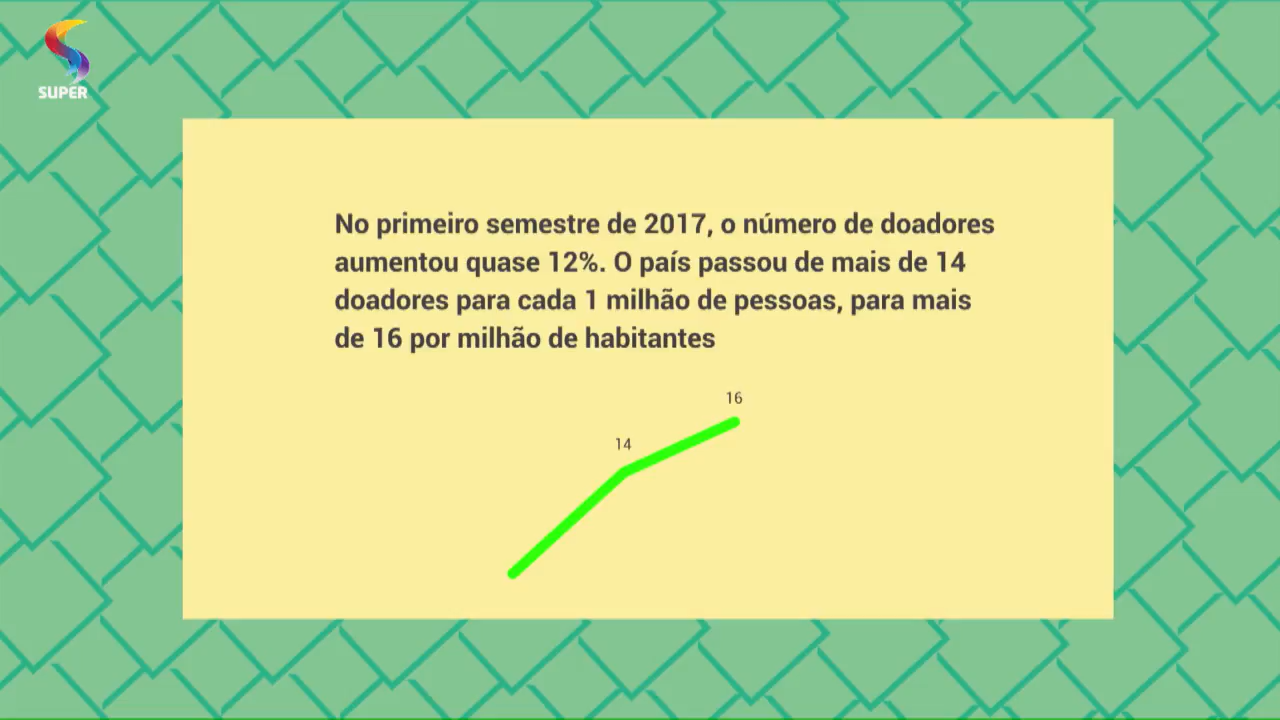 SUPER
No primeiro semestre de 2017, o número de doadores
aumentou quase 12%. O país passou de mais de 14
doadores para cada 1 milhão de pessoas, para mais
de 16 por milhão de habitantes
16
14